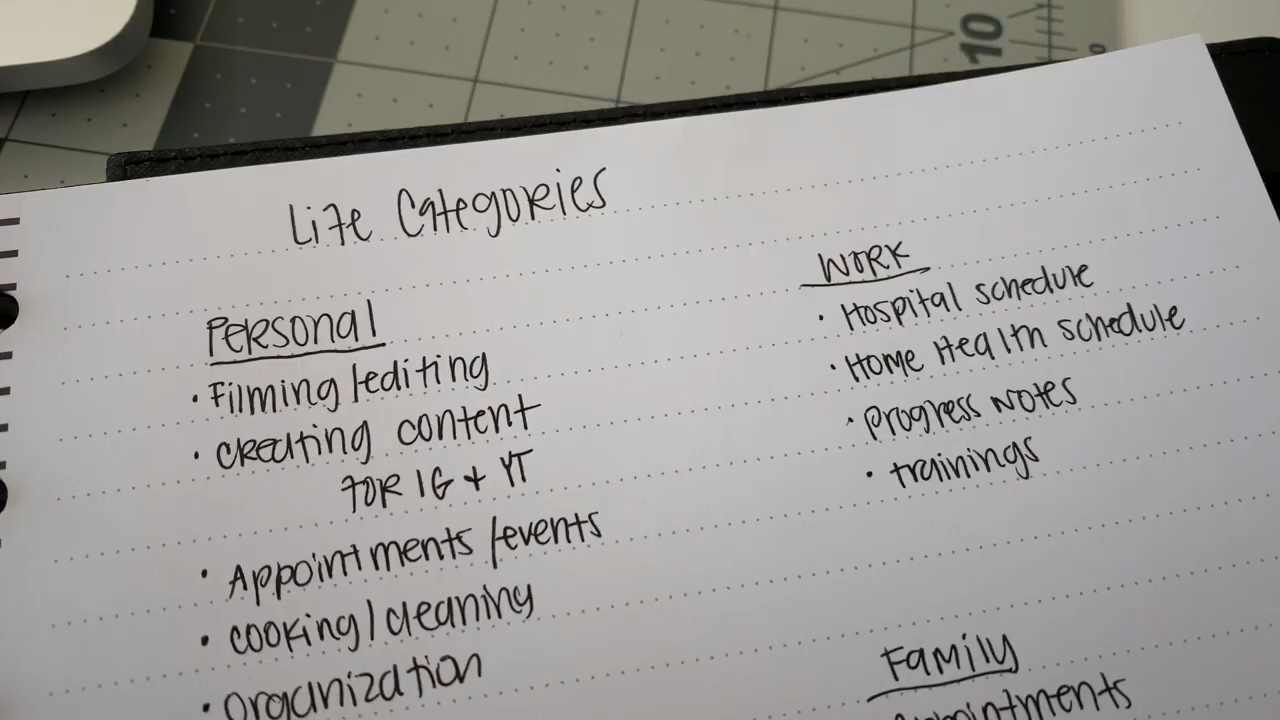 10
Life Categories
Personal
• Filming/editing
• creating content
for IG + YT
• Appointments/events
• cooking/cleaning
• organization
Work
• Hospital schedule
• Home Health schedule
• progress notes
• trainings
Family
Appointments